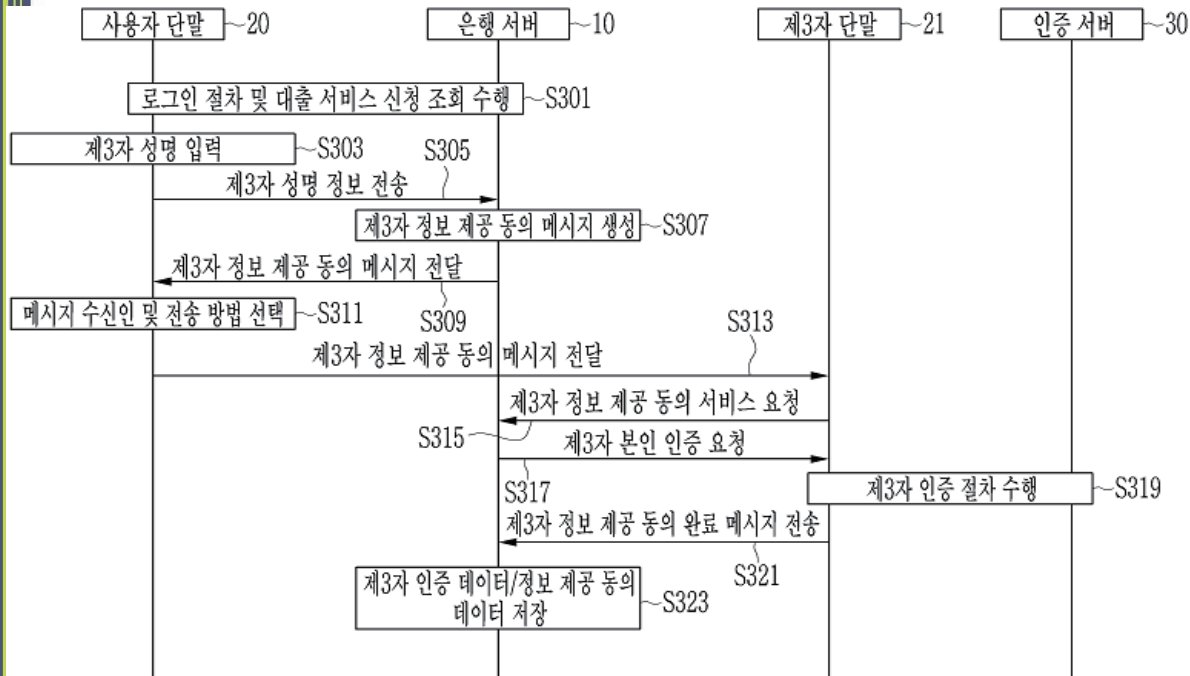 사용자 단말 20
은행 서버 10
제3자 단말 21
인증 서버 30
로그인 절차 및 대출 서비스 신청 조회 수행 S301
제3자 성명 입력 S303
S305
제3자 성명 정보 전송
제3자 정보 제공 동의 메시지 생성 S307
제3자 정보 제공 동의 메시지 전달
S309
메시지 수신인 및 전송 방법 선택 S311
S313
제3자 정보 제공 동의 메시지 전달
제3자 정보 제공 동의 서비스 요청
S315
제3자 본인 인증 요청
S317
제3자 인증 절차 수행 S319
제3자 정보 제공 동의 완료 메시지 전송
S321
제3자 인증 데이터/정보 제공 동의
데이터 저장
S323